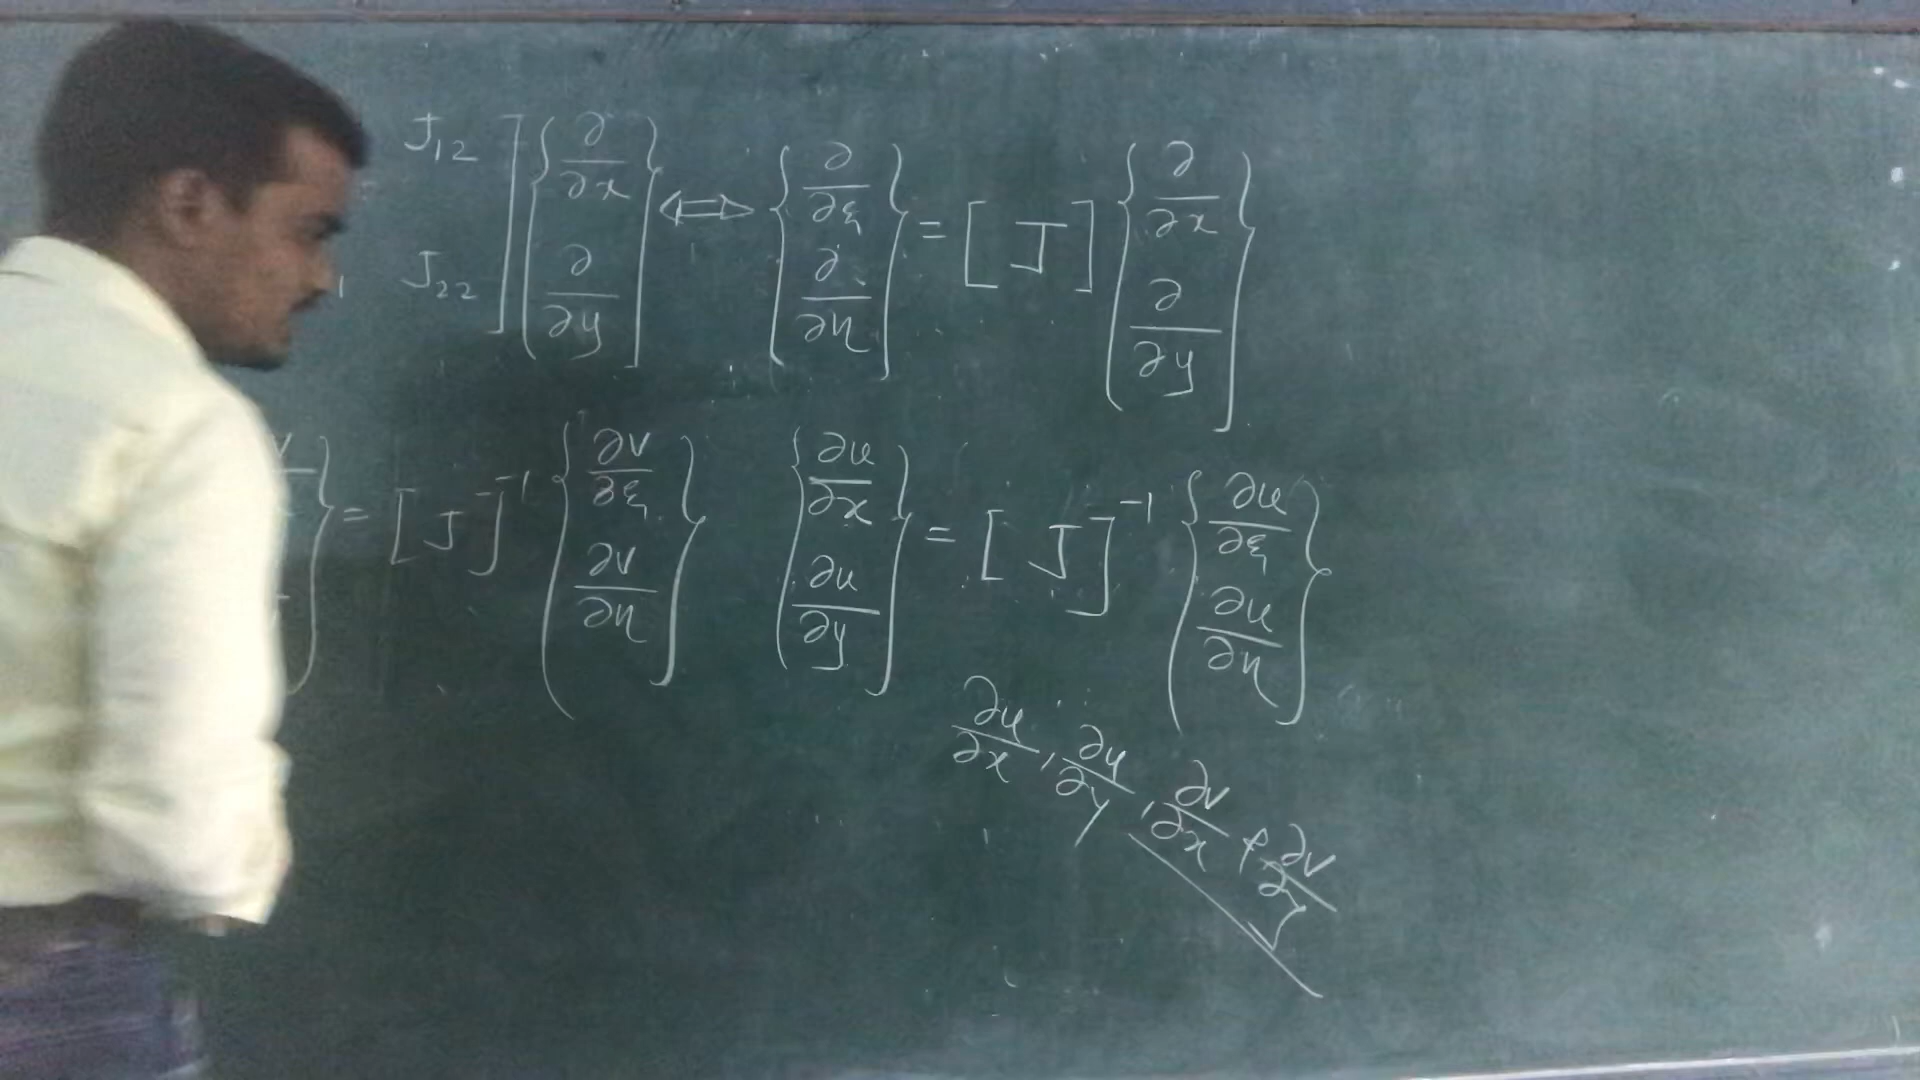 J₁₂ J₂₂ ] { ∂/∂x ∂/∂y } ⇔ { ∂/∂ξ ∂/∂η } = [ J ] { ∂/∂x ∂/∂y }
} = [ J ]⁻¹ { ∂v/∂ξ ∂v/∂η } { ∂u/∂x ∂u/∂y } = [ J ]⁻¹ { ∂u/∂ξ ∂u/∂η }
∂u/∂x , ∂u/∂y , ∂v/∂x & ∂v/∂y